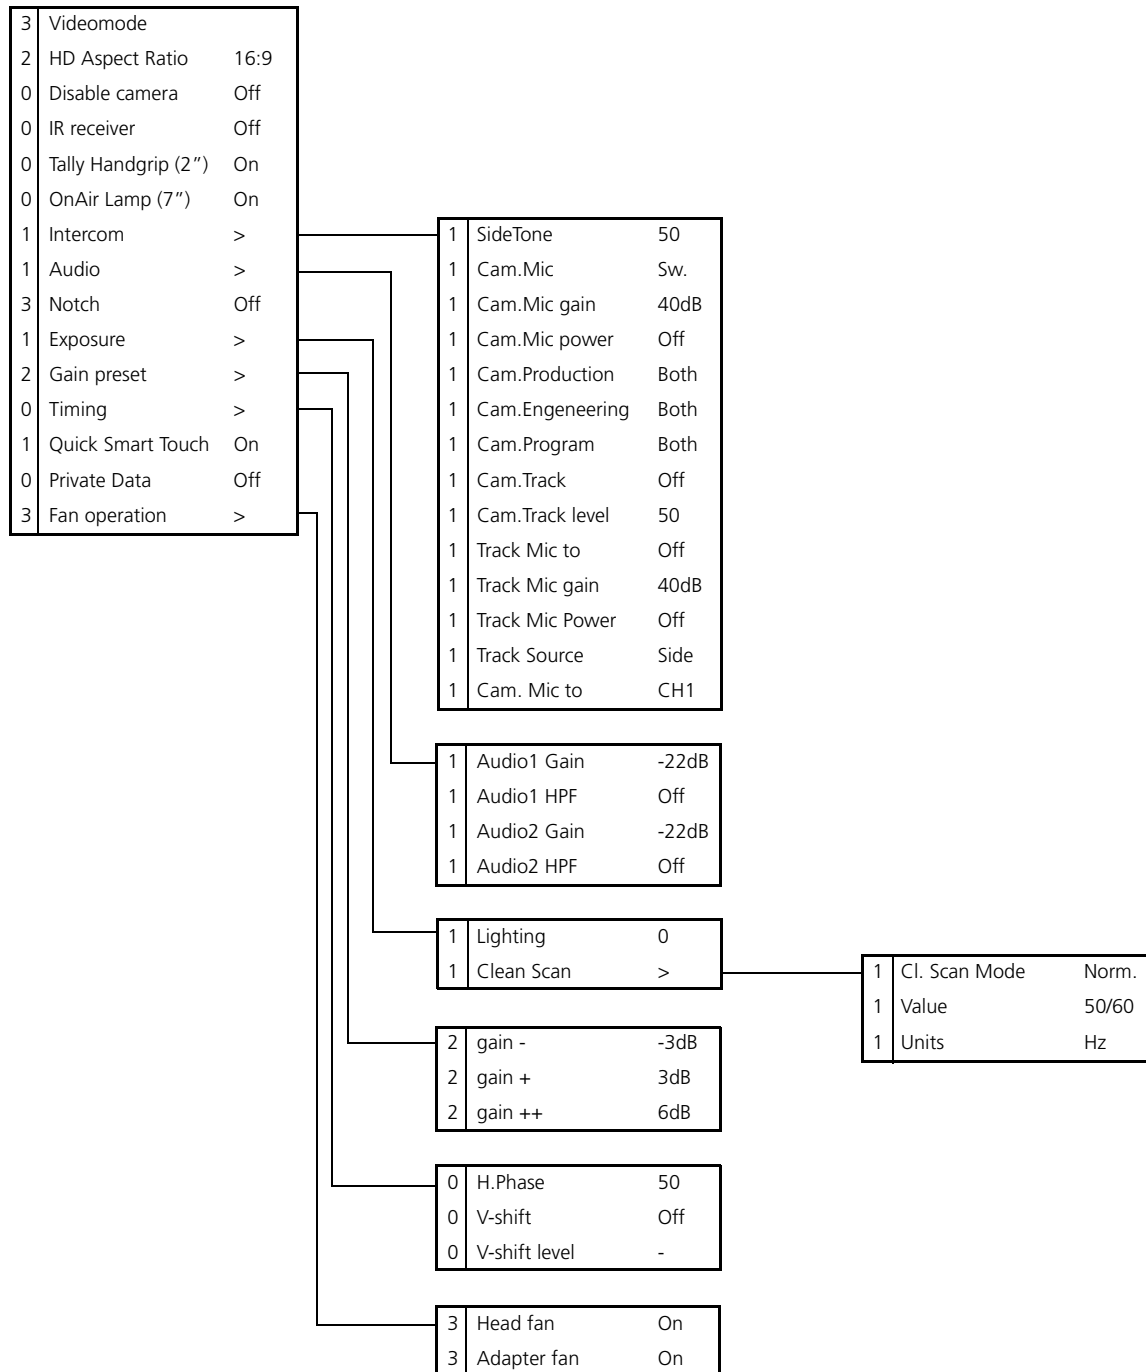 3 Videomode
2 HD Aspect Ratio 16:9
0 Disable camera Off
0 IR receiver Off
0 Tally Handgrip (2”) On
0 OnAir Lamp (7”) On
1 Intercom >
1 Audio >
3 Notch Off
1 Exposure >
2 Gain preset >
0 Timing >
1 Quick Smart Touch On
0 Private Data Off
3 Fan operation >
1 SideTone 50
1 Cam.Mic Sw.
1 Cam.Mic gain 40dB
1 Cam.Mic power Off
1 Cam.Production Both
1 Cam.Engeneering Both
1 Cam.Program Both
1 Cam.Track Off
1 Cam.Track level 50
1 Track Mic to Off
1 Track Mic gain 40dB
1 Track Mic Power Off
1 Track Source Side
1 Cam. Mic to CH1
1 Audio1 Gain -22dB
1 Audio1 HPF Off
1 Audio2 Gain -22dB
1 Audio2 HPF Off
1 Lighting 0
1 Clean Scan >
1 Cl. Scan Mode Norm.
1 Value 50/60
1 Units Hz
2 gain - -3dB
2 gain + 3dB
2 gain ++ 6dB
0 H.Phase 50
0 V-shift Off
0 V-shift level -
3 Head fan On
3 Adapter fan On